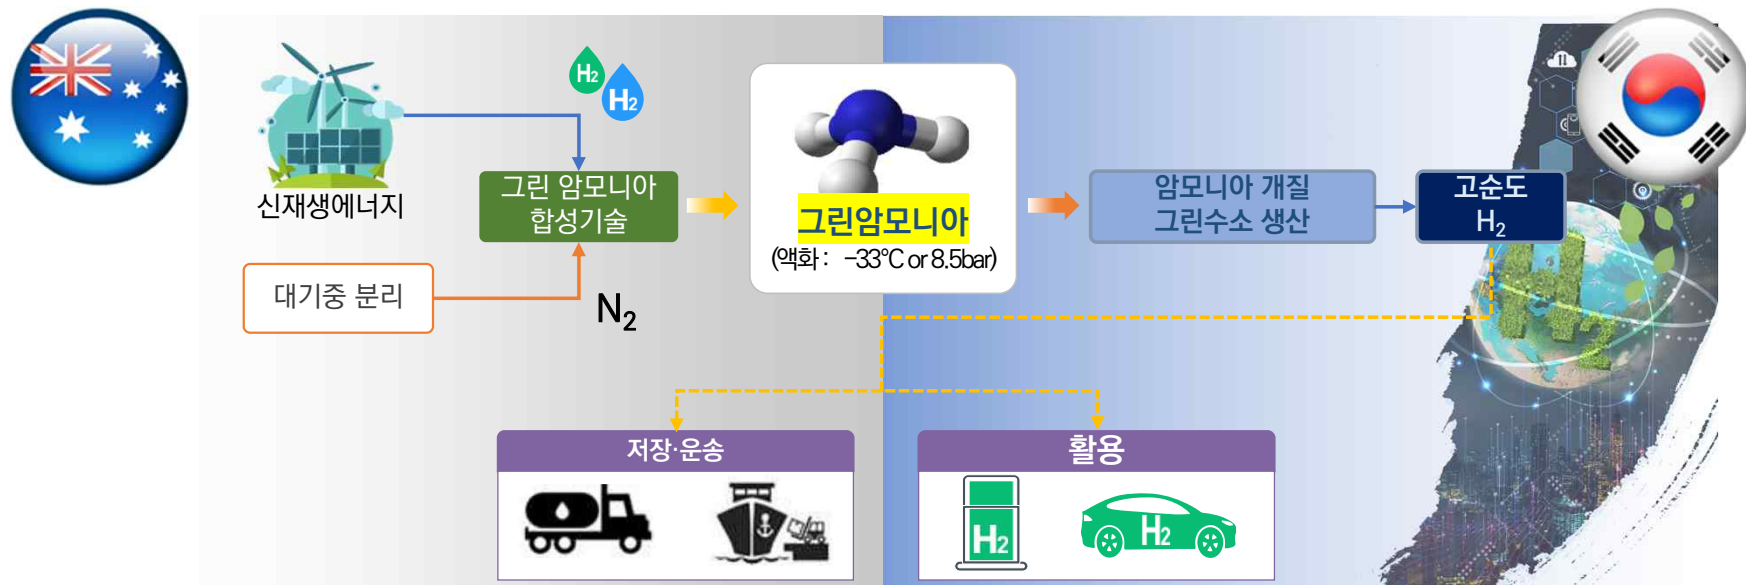 H2
H2
신재생에너지
그린 암모니아
합성기술
대기중 분리
N2
그린암모니아
(액화 : -33°C or 8.5bar)
암모니아 개질
그린수소 생산
고순도
H2
H2
저장·운송
활용
H2
H2